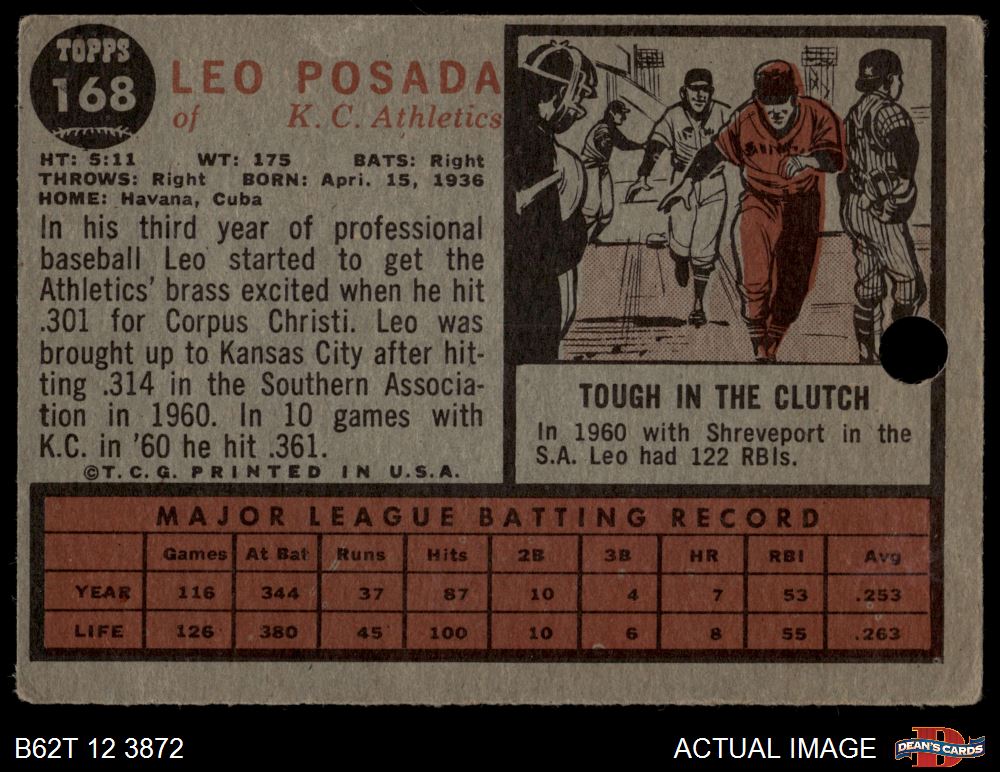 TOPPS
168
LEO POSADA
of K. C. Athletics
HT: 5:11 WT: 175 BATS: Right
THROWS: Right BORN: Apri. 15, 1936
HOME: Havana, Cuba
In his third year of professional
baseball Leo started to get the
Athletics' brass excited when he hit
.301 for Corpus Christi. Leo was
brought up to Kansas City after hit-
ting .314 in the Southern Associa-
tion in 1960. In 10 games with
K.C. in '60 he hit .361.
©T.C.G. PRINTED IN U.S.A.
TOUGH IN THE CLUTCH
In 1960 with Shreveport in the
S.A. Leo had 122 RBIs.
MAJOR LEAGUE BATTING RECORD
Games At Bat Runs Hits 2B 3B HR RBI Avg
YEAR 116 344 37 87 10 4 7 53 .253
LIFE 126 380 45 100 10 6 8 55 .263
B62T 12 3872
ACTUAL IMAGE
D
DEAN'S CARDS